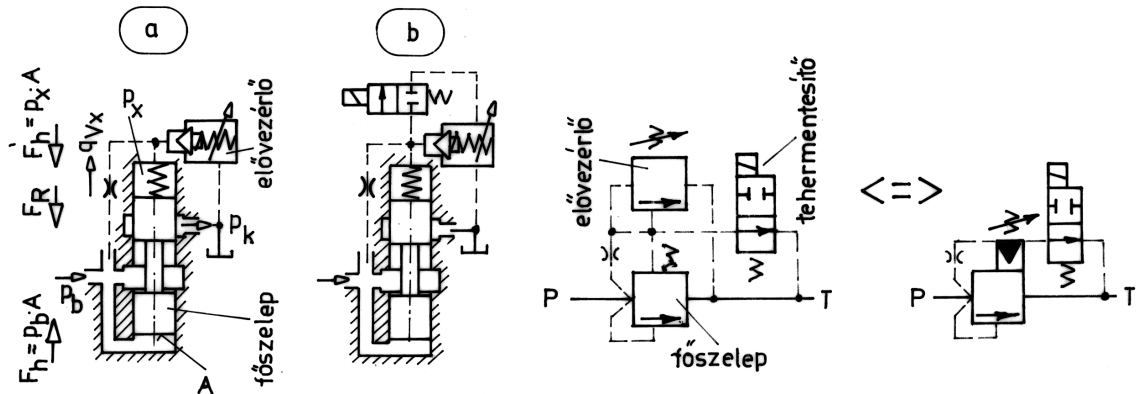 a
b
F'h = px·A
FR
Fh = pb·A
qVx
px
pk
pb
A
elővezérlő
főszelep
elővezérlő
tehermentesítő
P
T
főszelep
<=>
P
T